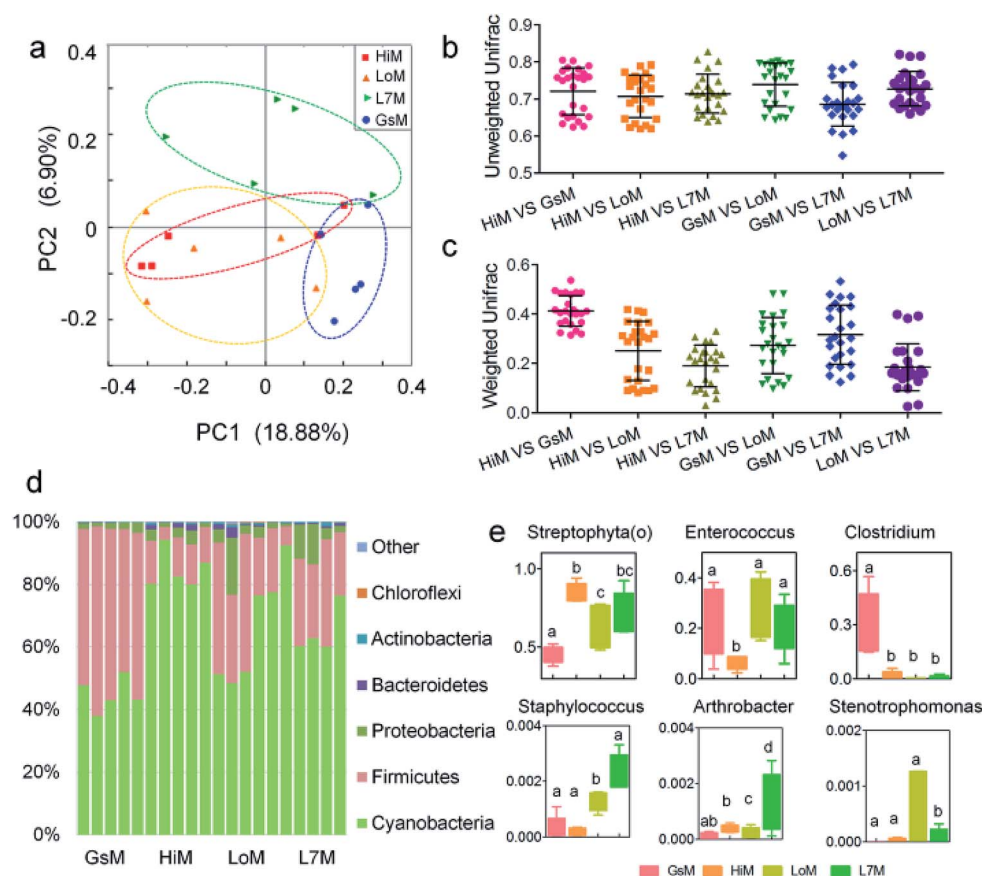 a
HiM
LoM
L7M
GsM
0.4
0.2
0
-0.2
PC2 (6.90%)
-0.4 -0.2 0 0.2 0.4
PC1 (18.88%)
b
Unweighted Unifrac
0.9
0.8
0.7
0.6
0.5
HiM VS GsM
HiM VS LoM
HiM VS L7M
GsM VS LoM
GsM VS L7M
LoM VS L7M
c
Weighted Unifrac
0.6
0.4
0.2
0.0
HiM VS GsM
HiM VS LoM
HiM VS L7M
GsM VS LoM
GsM VS L7M
LoM VS L7M
d
100%
80%
60%
40%
20%
0%
GsM HiM LoM L7M
Other
Chloroflexi
Actinobacteria
Bacteroidetes
Proteobacteria
Firmicutes
Cyanobacteria
e
Streptophyta(o)
1.0
0.5
a b c bc
Enterococcus
0.4
0.2
0.0
a b a a
Clostridium
0.6
0.3
0.0
a b b b
Staphylococcus
0.004
0.002
0.000
a a b a
Arthrobacter
0.004
0.002
0.000
ab b c d
Stenotrophomonas
0.002
0.001
0.000
a a a b
GsM HiM LoM L7M